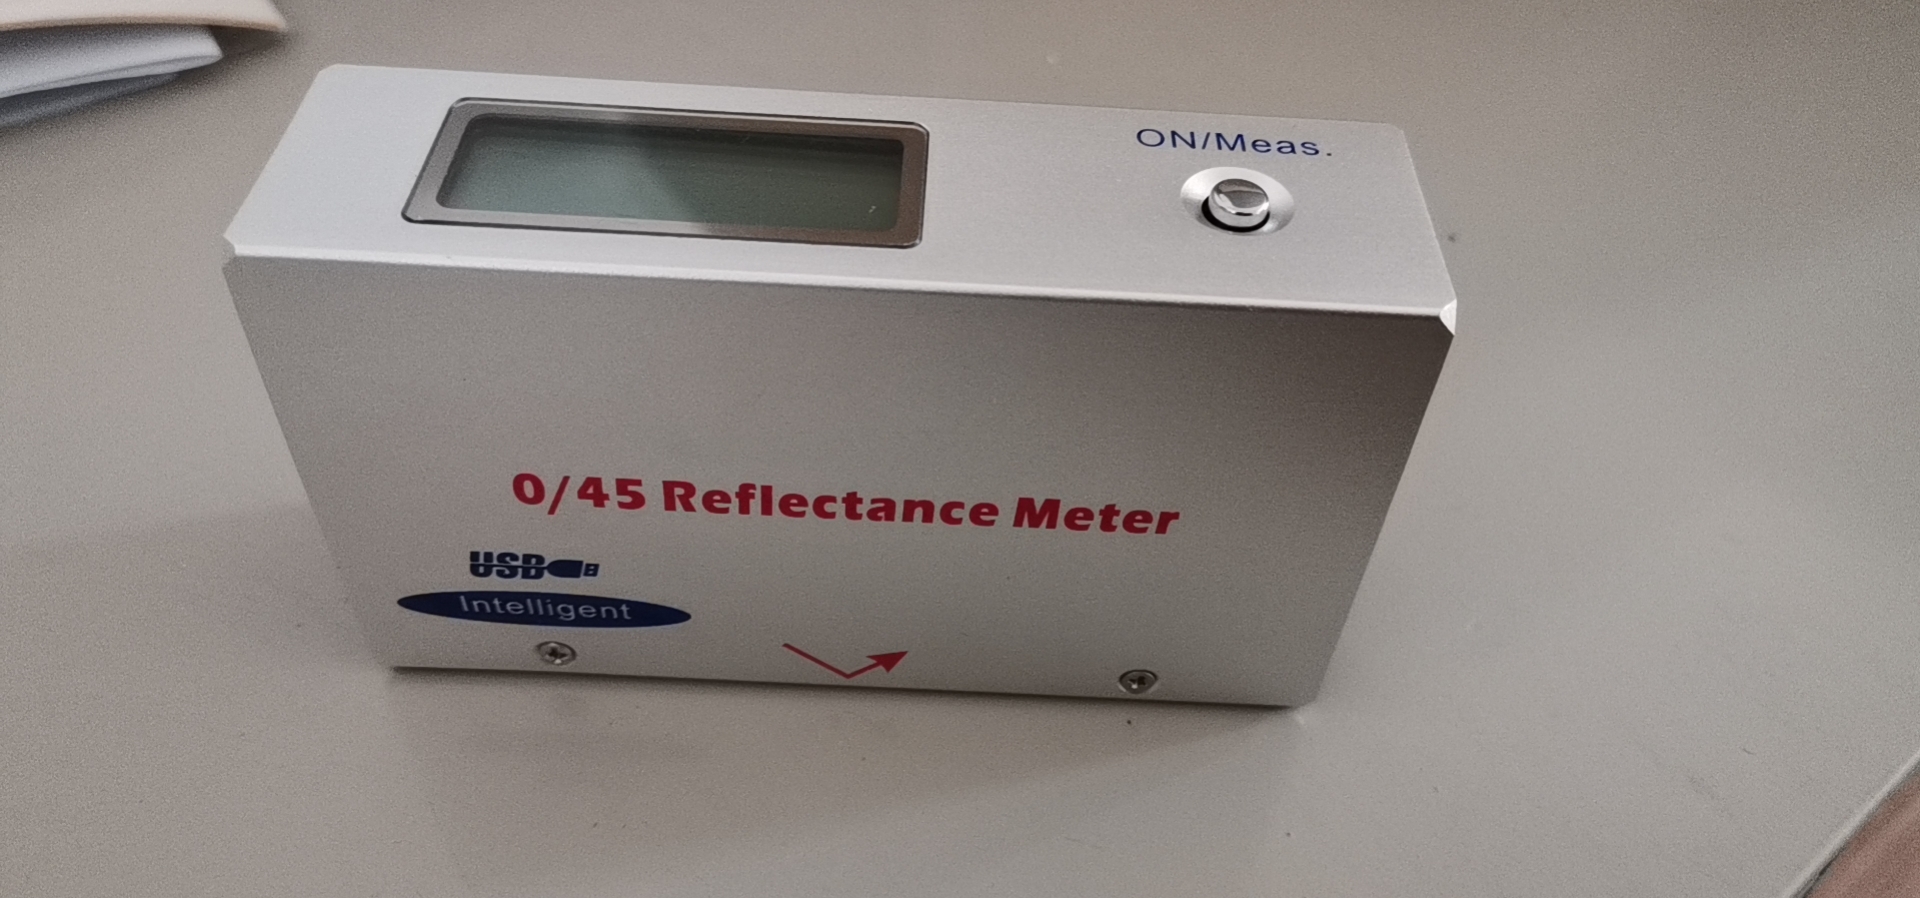 ON/Meas.
0/45 Reflectance Meter
USB
Intelligent